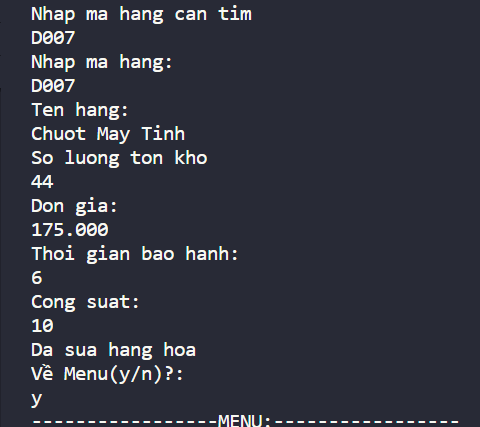 Nhap ma hang can tim
D007
Nhap ma hang:
D007
Ten hang:
Chuot May Tinh
So luong ton kho
44
Don gia:
175.000
Thoi gian bao hanh:
6
Cong suat:
10
Da sua hang hoa
Về Menu(y/n)?:
y
-----------------MENU:-----------------